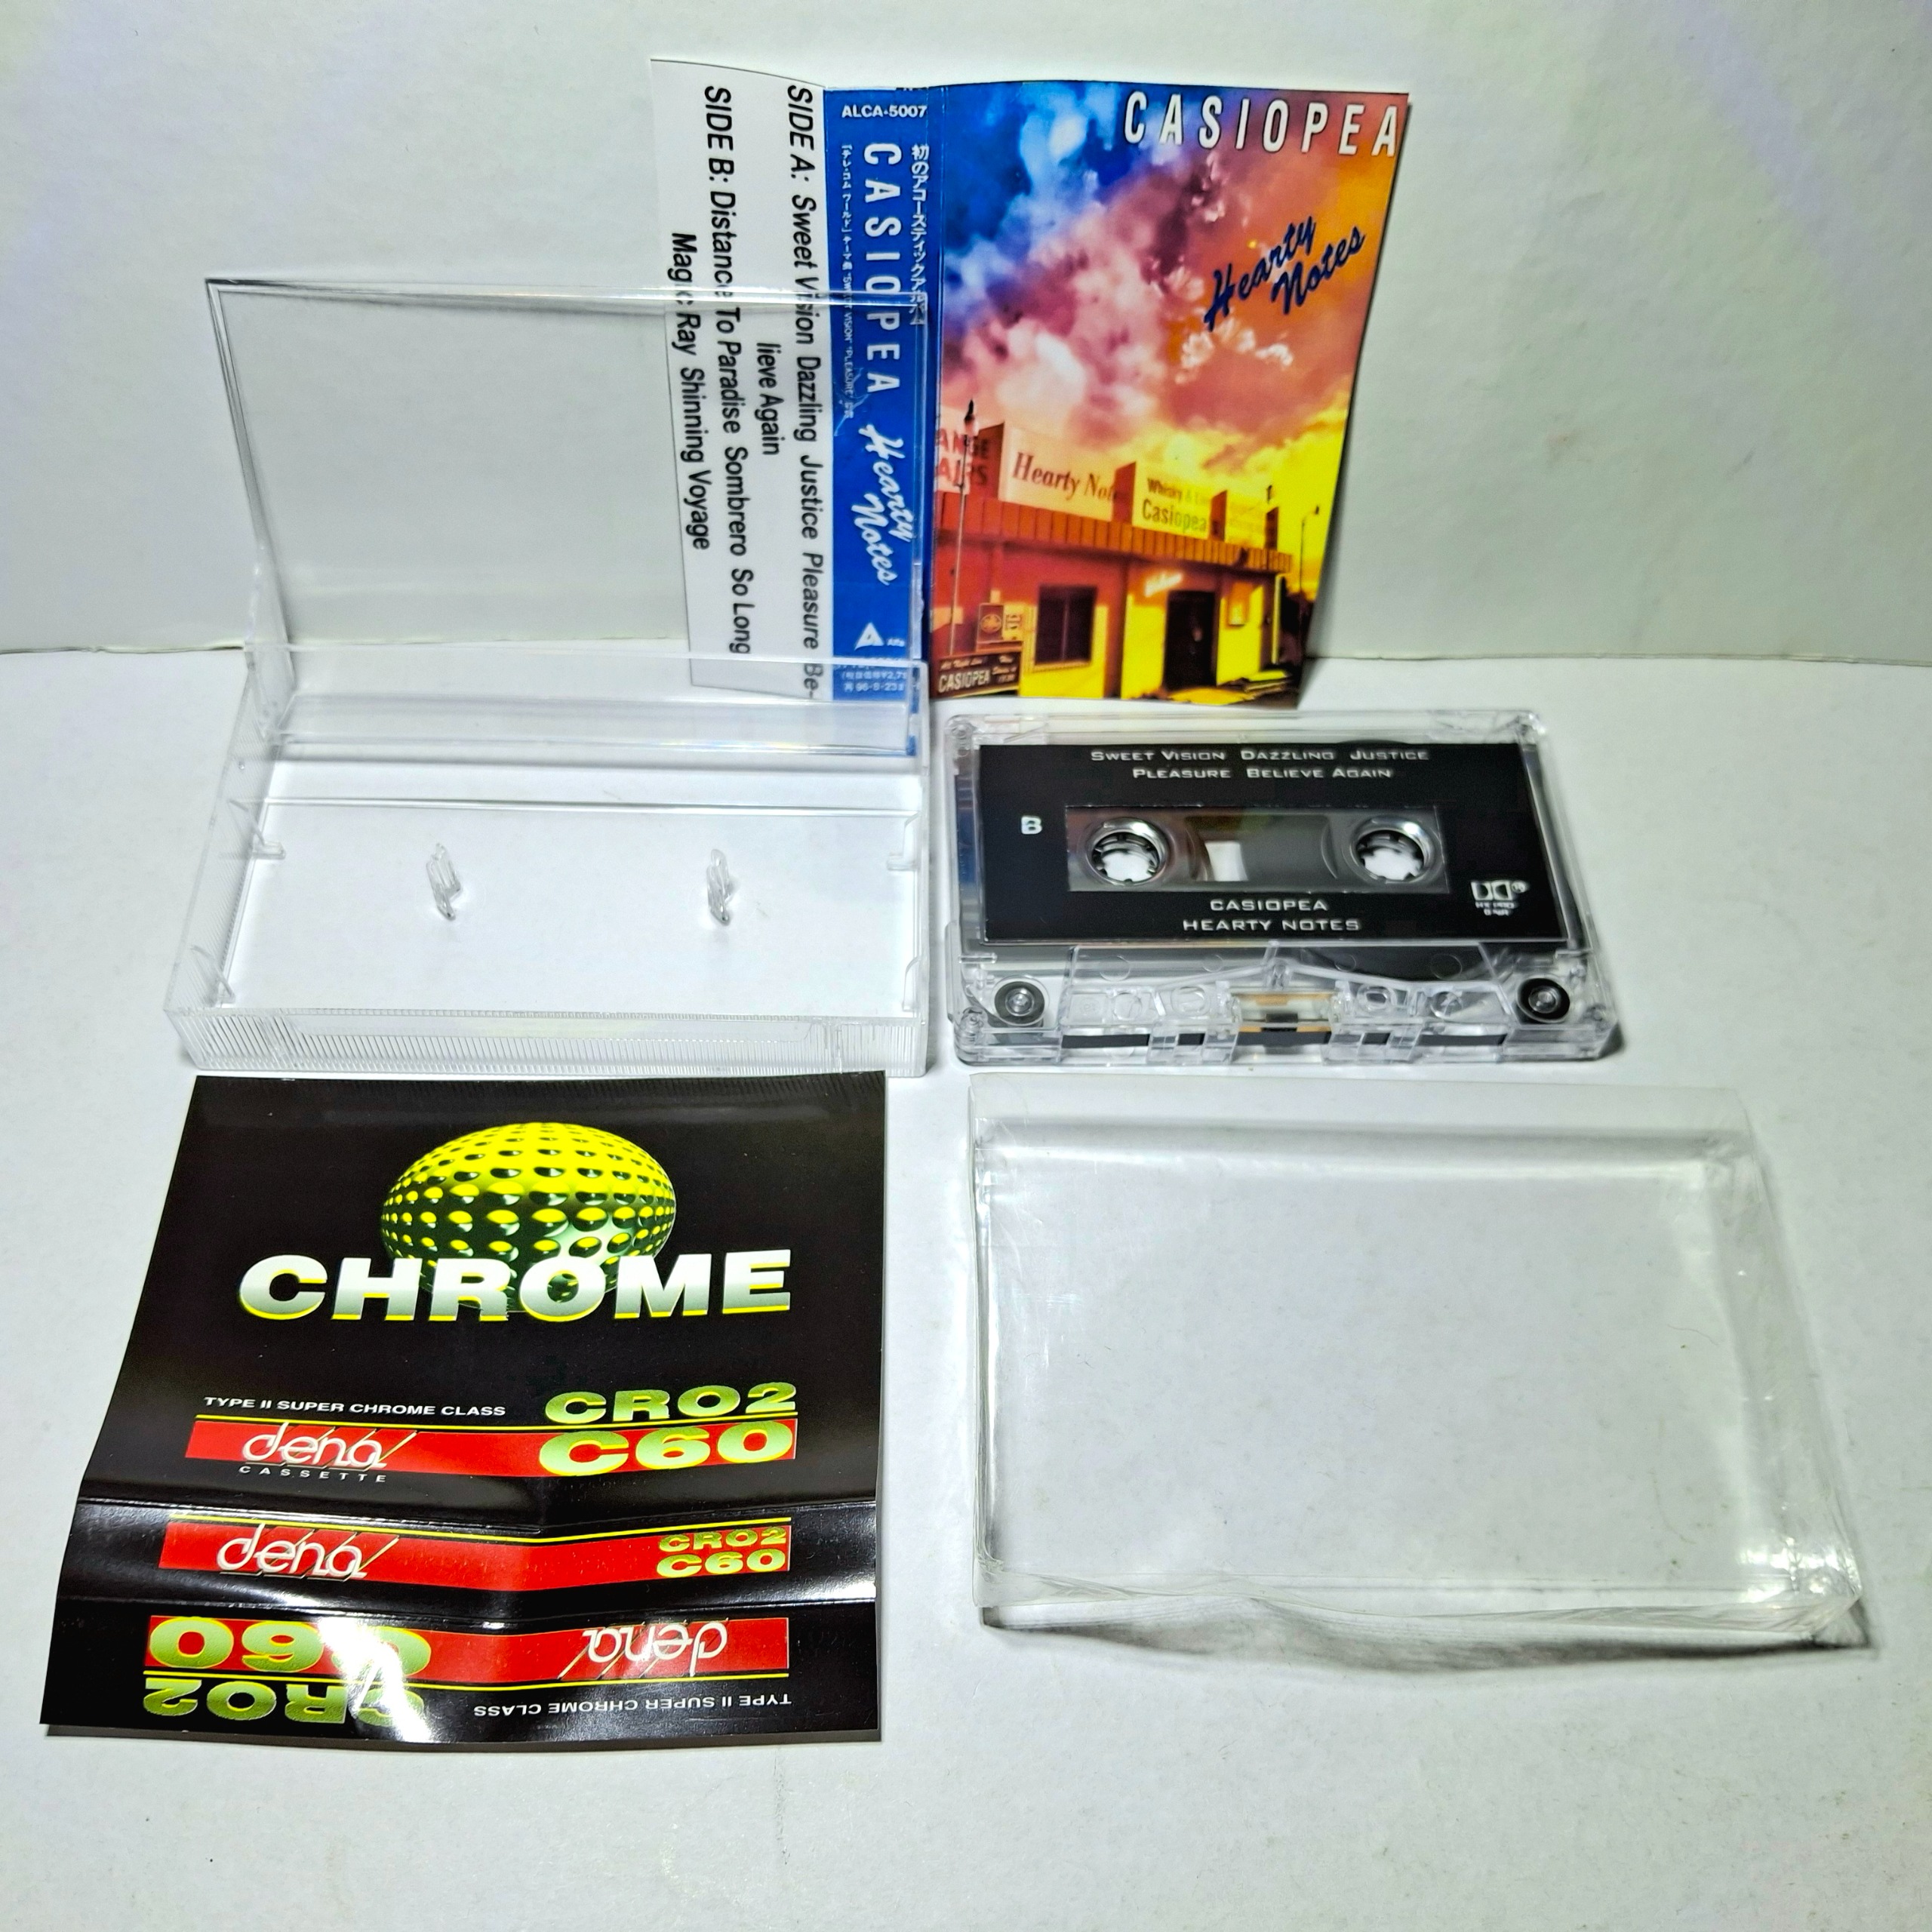 SIDE A: Sweet Vision Dazzling Justice Pleasure Be-
lieve Again
SIDE B: Distance To Paradise Sombrero So Long
Magic Ray Shinning Voyage
ALCA-5007
CASIOPEA Hearty Notes
CASIOPEA
Hearty
Notes
Hearty
Casiopea
CASIOPEA
SWEET VISION DAZZLING JUSTICE
PLEASURE BELIEVE AGAIN
B
CASIOPEA
HEARTY NOTES
CHROME
TYPE II SUPER CHROME CLASS
CRO2
dena
C60
CASSETTE
dena
CRO2
C60
dena
C60
TYPE II SUPER CHROME CLASS
CRO2